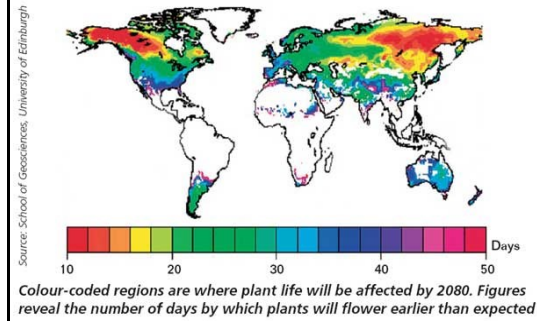 Source: School of Geosciences, University of Edinburgh
Days
10 20 30 40 50
Colour-coded regions are where plant life will be affected by 2080. Figures
reveal the number of days by which plants will flower earlier than expected